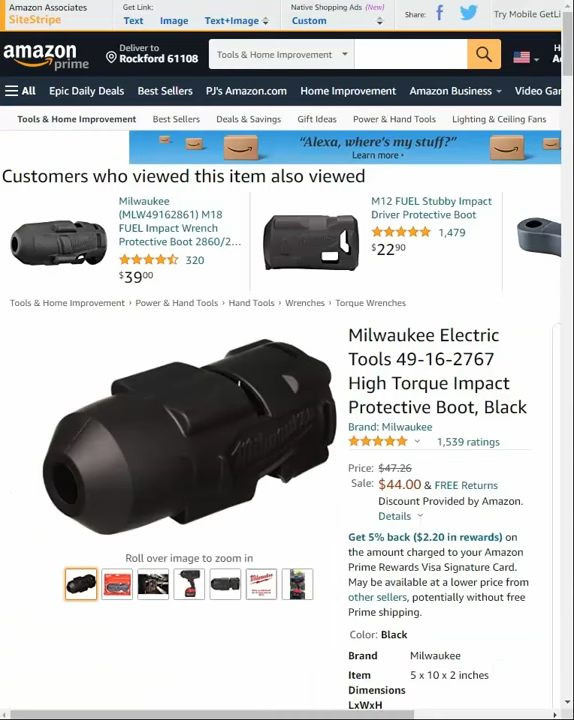 Amazon Associates
SiteStripe
Get Link:
Text Image Text+Image
Native Shopping Ads (New)
Custom
Share:
Try Mobile GetLi
amazon
prime
Deliver to
Rockford 61108
Tools & Home Improvement
All Epic Daily Deals Best Sellers PJ's Amazon.com Home Improvement Amazon Business Video Gar
Tools & Home Improvement Best Sellers Deals & Savings Gift Ideas Power & Hand Tools Lighting & Ceiling Fans
"Alexa, where's my stuff?"
Learn more
Customers who viewed this item also viewed
Milwaukee
(MLW49162861) M18
FUEL Impact Wrench
Protective Boot 2860/2...
320
$3900
M12 FUEL Stubby Impact
Driver Protective Boot
1,479
$2290
Tools & Home Improvement › Power & Hand Tools › Hand Tools › Wrenches › Torque Wrenches
Milwaukee Electric
Tools 49-16-2767
High Torque Impact
Protective Boot, Black
Brand: Milwaukee
1,539 ratings
Price: $47.26
Sale: $44.00 & FREE Returns
Discount Provided by Amazon.
Details
Get 5% back ($2.20 in rewards) on
the amount charged to your Amazon
Prime Rewards Visa Signature Card.
May be available at a lower price from
other sellers, potentially without free
Prime shipping.
Milwaukee
Roll over image to zoom in
Color: Black
Brand Milwaukee
Item 5 x 10 x 2 inches
Dimensions
LxWxH